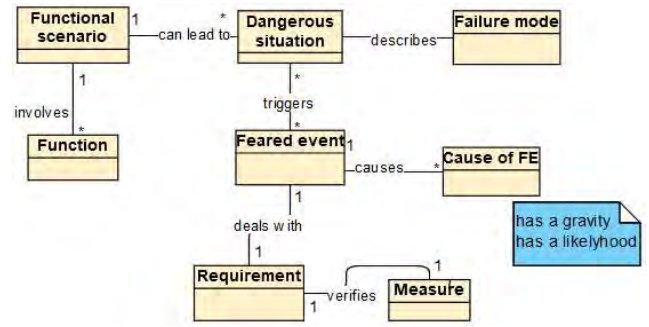 Functional
scenario
1
can lead to
*
Dangerous
situation
describes
Failure mode
1
involves
*
Function
*
triggers
*
Feared event
1
causes
*
Cause of FE
has a gravity
has a likelyhood
1
deals with
1
Requirement
1
verifies
1
Measure